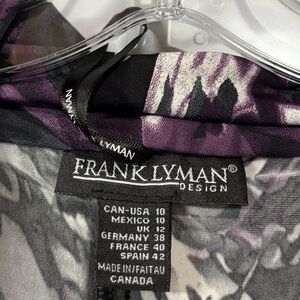 LYMAN
FRANK LYMAN®
DESIGN
CAN-USA 10
MEXICO 10
UK 12
GERMANY 38
FRANCE 40
SPAIN 42
MADE IN/FAIT AU
CANADA